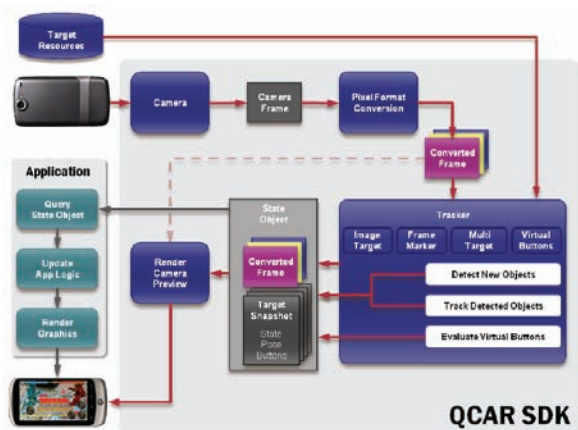 Target
Resources
Camera
Camera
Frame
Pixel Format
Conversion
Converted
Frame
Application
Query
State Object
Update
App Logic
Render
Graphics
Render
Camera
Preview
State
Object
Converted
Frame
Target
Snapshot
State
Pose
Buttons
Tracker
Image
Target
Frame
Marker
Multi
Target
Virtual
Buttons
Detect New Objects
Track Detected Objects
Evaluate Virtual Buttons
QCAR SDK